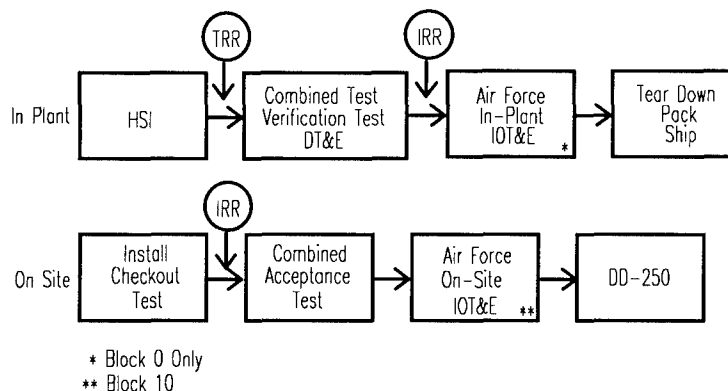 TRR
IRR
In Plant
HSI
Combined Test
Verification Test
DT&E
Air Force
In-Plant
IOT&E
*
Tear Down
Pack
Ship
IRR
On Site
Install
Checkout
Test
Combined
Acceptance
Test
Air Force
On-Site
IOT&E
**
DD-250
* Block 0 Only
** Block 10